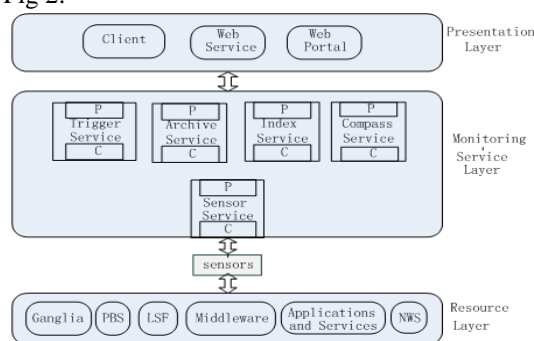 Fig 2.
Client
Web
Service
Web
Portal
Presentation
Layer
P
Trigger
Service
C
P
Archive
Service
C
P
Index
Service
C
P
Compass
Service
C
Monitoring
Service
Layer
P
Sensor
Service
C
sensors
Ganglia
PBS
LSF
Middleware
Applications
and Services
NWS
Resource
Layer